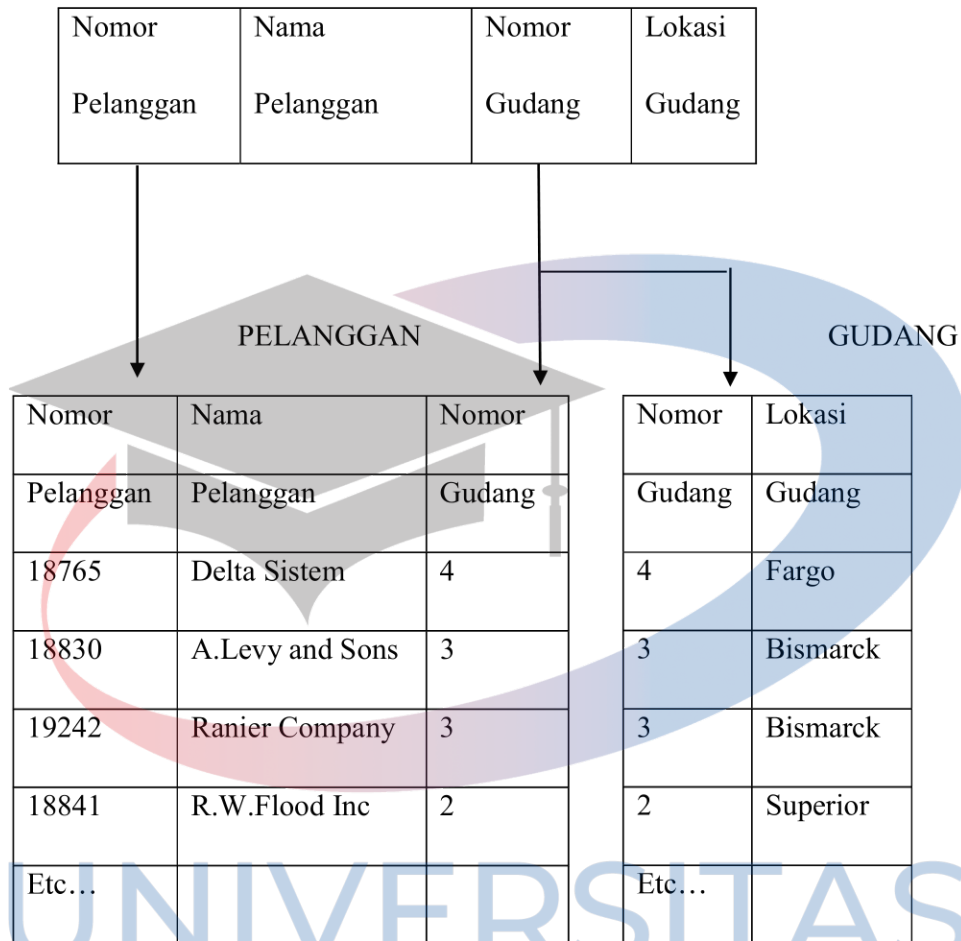 Nomor Nama Nomor Lokasi
Pelanggan Pelanggan Gudang Gudang
PELANGGAN GUDANG
Nomor Nama Nomor Nomor Lokasi
Pelanggan Pelanggan Gudang Gudang Gudang
18765 Delta Sistem 4 4 Fargo
18830 A.Levy and Sons 3 3 Bismarck
19242 Ranier Company 3 3 Bismarck
18841 R.W.Flood Inc 2 2 Superior
Etc… Etc…
UNIVERSITAS